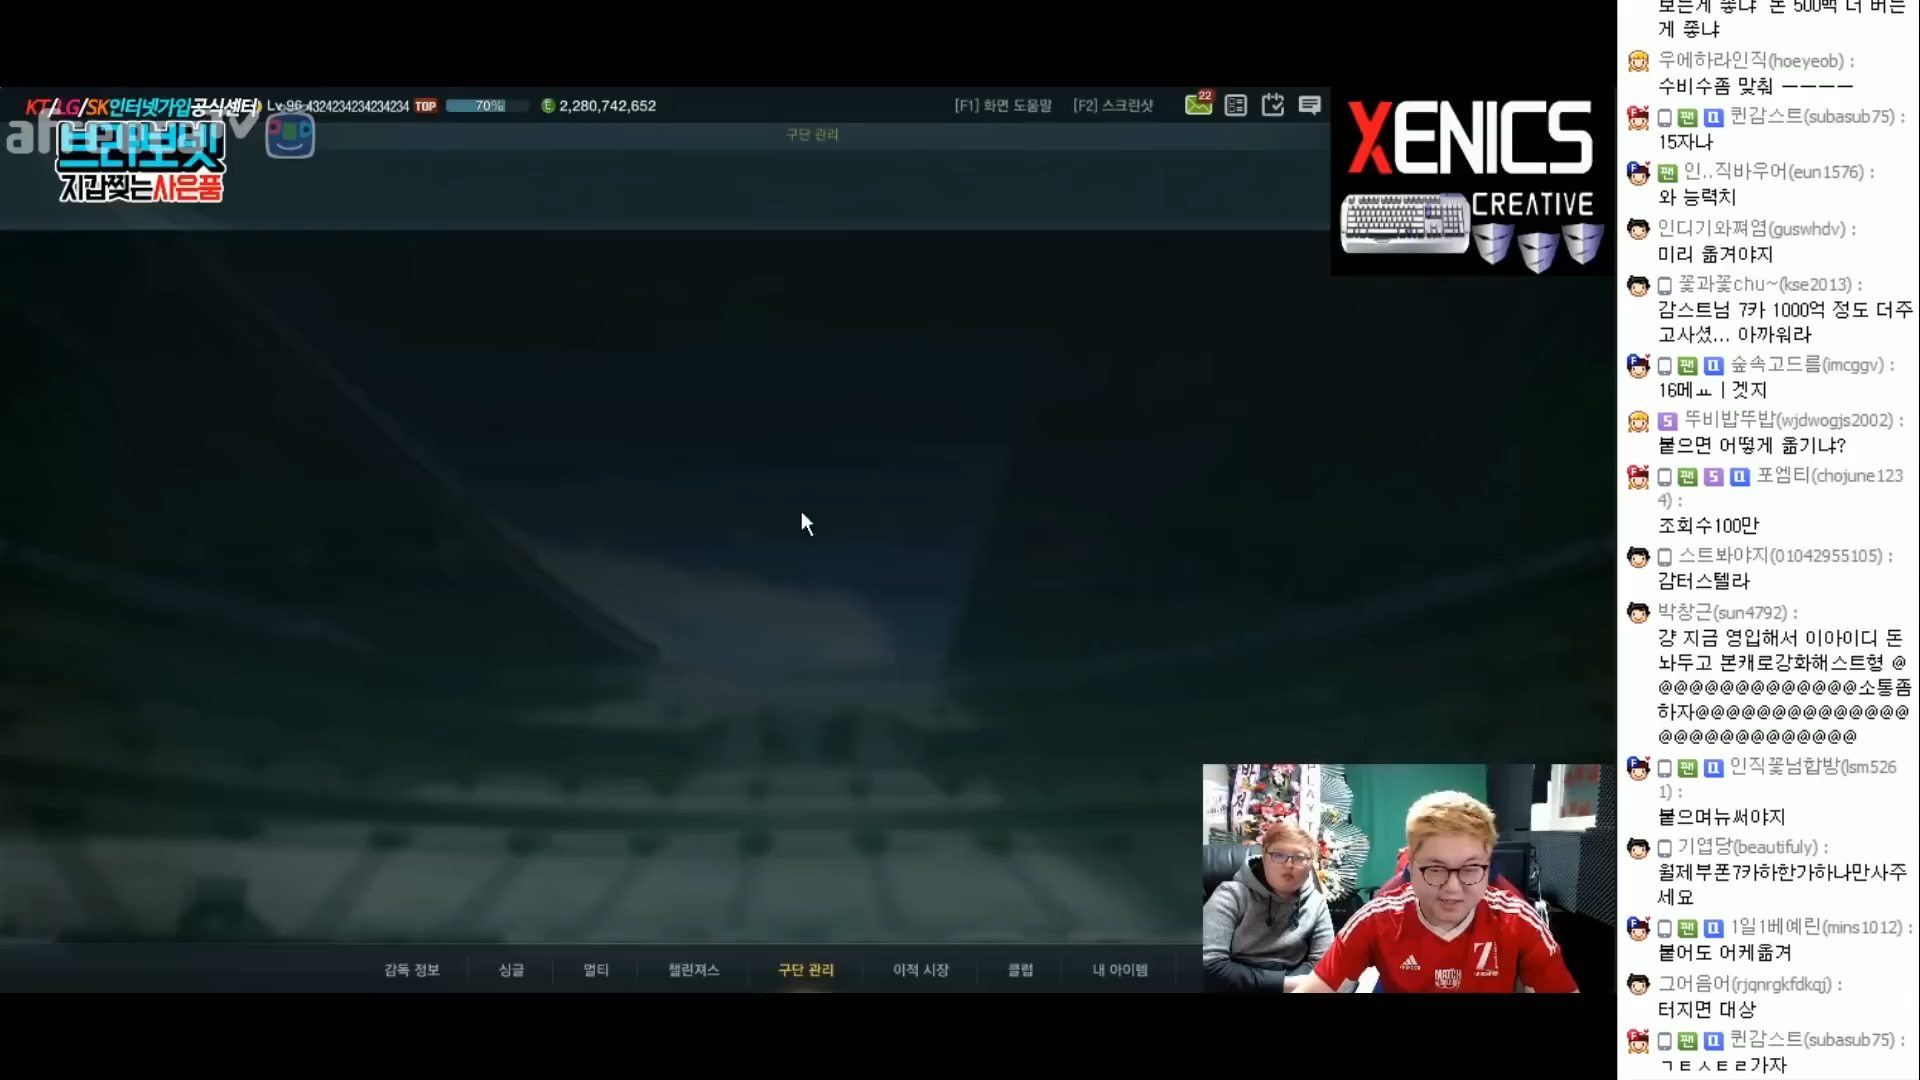 KT/LG/SK인터넷가입공식센터
Lv.96 4324234234234234 TOP 70% 2,280,742,652 [F1] 화면 도움말 [F2] 스크린샷 22
브라보넷
지갑찢는사은품
구단 관리
XENICS
CREATIVE
감독 정보 싱글 멀티 챌린지스 구단 관리 이적 시장 클럽 내 아이템
보는게 좋냐 돈 500백 더 버는
게 좋냐
우에하라인직(hoeyeob) :
수비수좀 맞춰 ㅡㅡㅡㅡ
팬 퀸감스트(subasub75) :
15자나
팬 인,.직바우어(eun1576) :
와 능력치
인디기와쪄염(guswhdv) :
미리 옮겨야지
꽃과꽃chu~(kse2013) :
감스트님 7카 1000억 정도 더주
고사셨... 아까워라
팬 숲속고드름(imcggv) :
16메ㅛㅣ겟지
S 뚜비밥뚜밥(wjdwogjs2002) :
붙으면 어떻게 옮기냐?
팬 S 포엠티(chojune123
4) :
조회수100만
스트봐야지(01042955105) :
감터스텔라
박창근(sun4792) :
걍 지금 영입해서 이아이디 돈
놔두고 본캐로강화해스트형 @
@@@@@@@@@@@@@소통좀
하자@@@@@@@@@@@@@@
@@@@@@@@@@@@@
팬 인직꽃님합방(lsm526
1) :
붙으며뉴써야지
기엽당(beautifuly) :
월제부폰7카하한가하나만사주
세요
팬 1일1베예린(mins1012) :
붙어도 어케옮겨
그어음어(rjqnrgkfdkqj) :
터지면 대상
팬 퀸감스트(subasub75) :
ㄱㅌㅅㅌㄹ가자